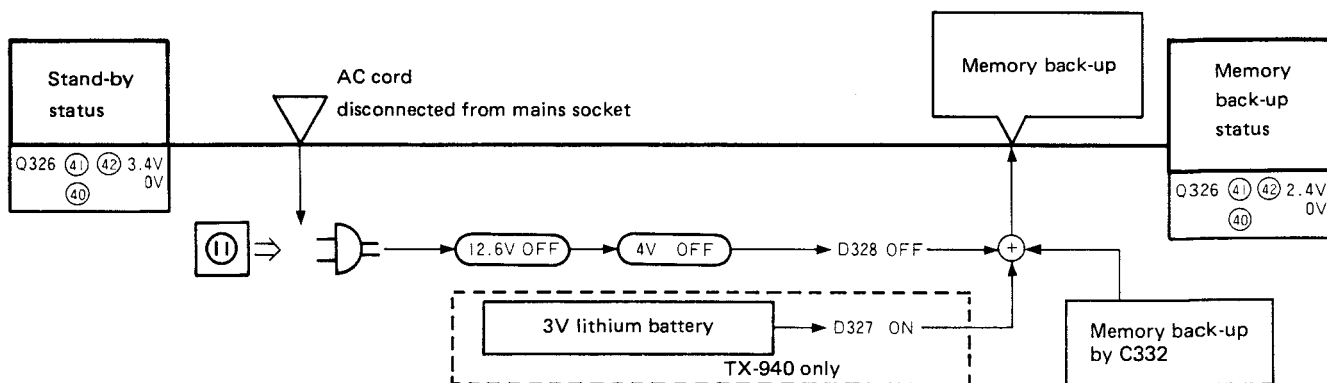 Stand-by
status
Q326 ㊶ ㊷ 3.4V
㊵ 0V
AC cord
disconnected from mains socket
Memory back-up
Memory
back-up
status
Q326 ㊶ ㊷ 2.4V
㊵ 0V
12.6V OFF
4V OFF
D328 OFF
+
3V lithium battery
D327 ON
TX-940 only
Memory back-up
by C332